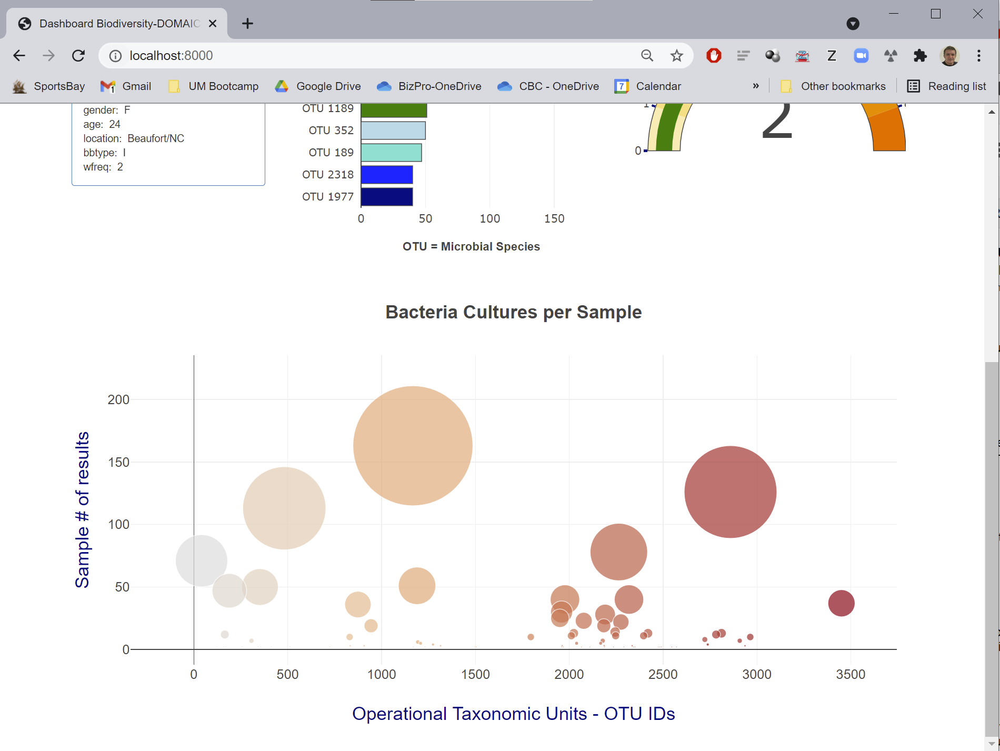 Dashboard Biodiversity-DOMAIC
localhost:8000
SportsBay
1 Gmail
UM Bootcamp
Google Drive
BizPro-OneDrive
CBC - OneDrive
7 Calendar
»
Other bookmarks
Reading list
gender: F
age: 24
location: Beaufort/NC
bbtype: I
wfreq: 2
OTU 1189
OTU 352
OTU 189
OTU 2318
OTU 1977
0 50 100 150
OTU = Microbial Species
1
0
2
Bacteria Cultures per Sample
Sample # of results
200
150
100
50
0
0 500 1000 1500 2000 2500 3000 3500
Operational Taxonomic Units - OTU IDs